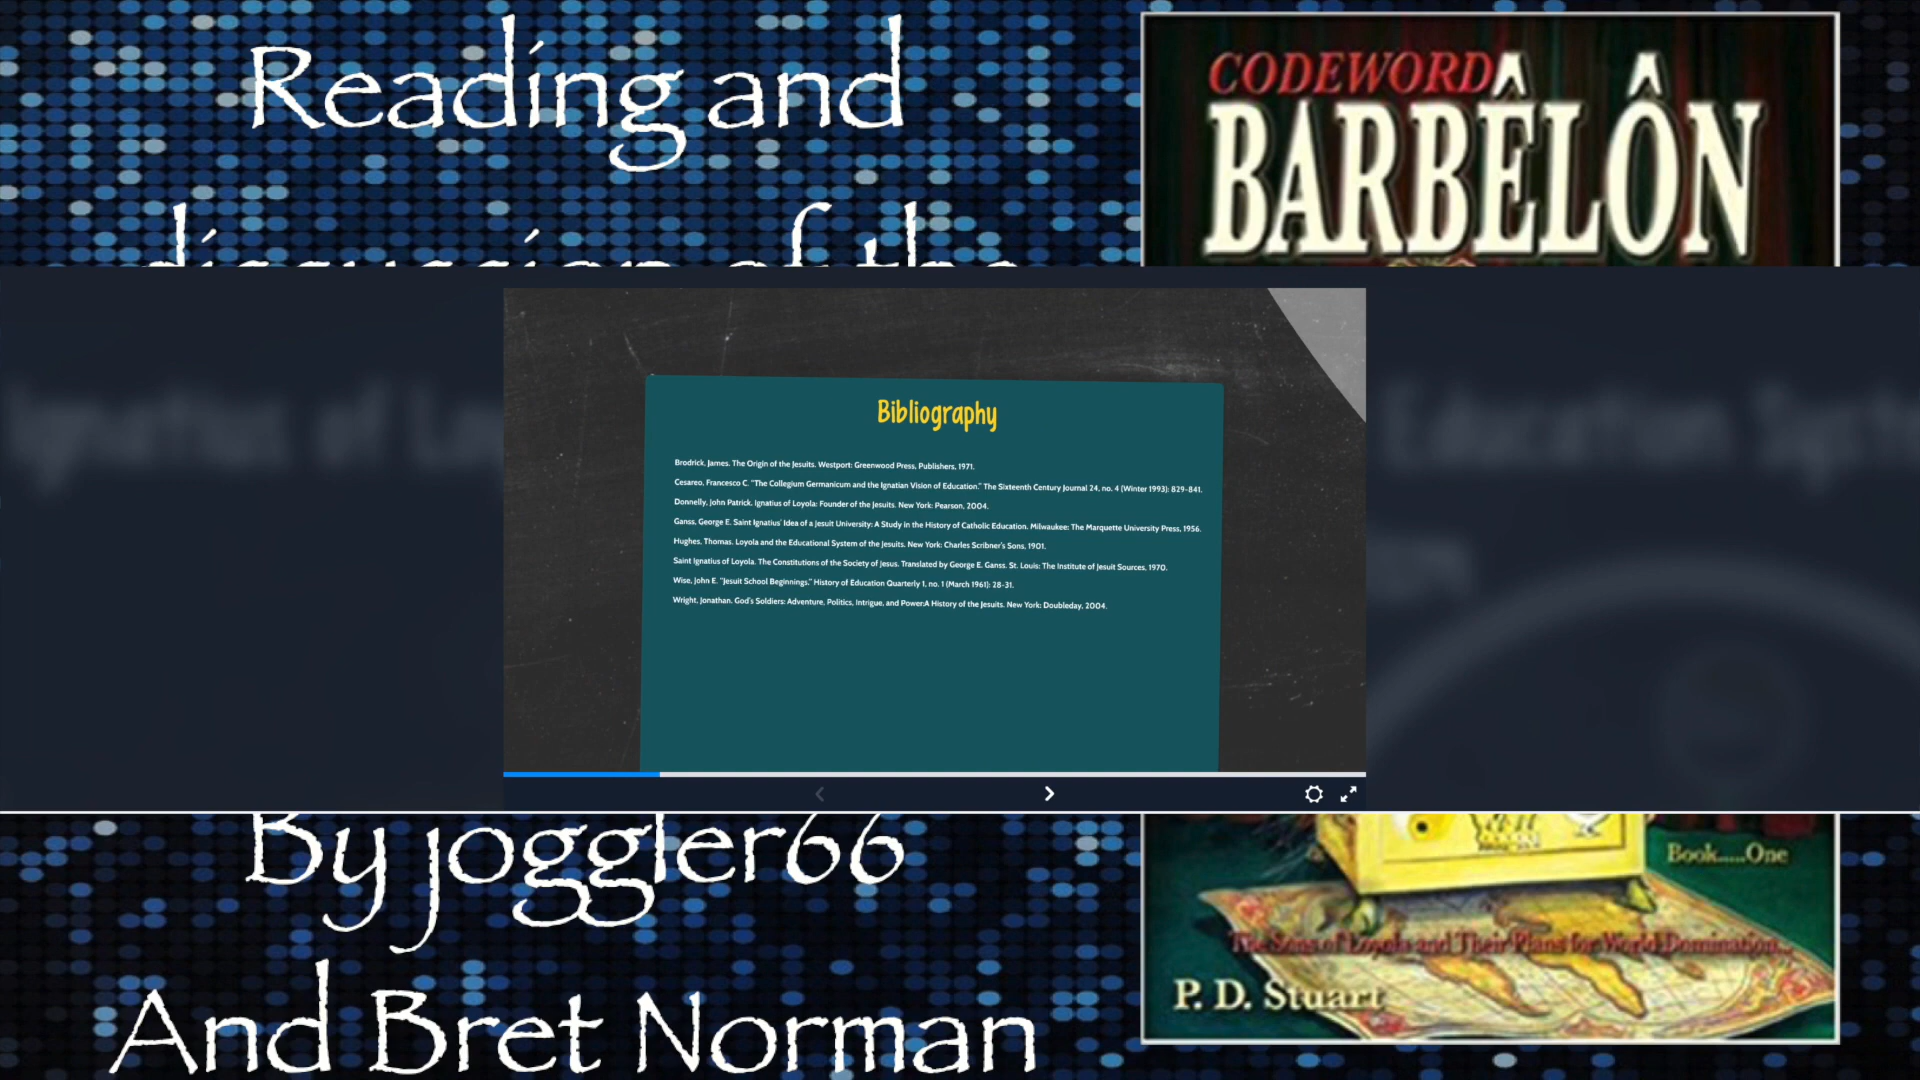 Reading and
discussion of the
CODEWORD
BARBÊLÔN
Ignatius of Lo
Education Syst
Bibliography
Brodrick, James. The Origin of the Jesuits. Westport: Greenwood Press, Publishers, 1971.
Cesareo, Francesco C. "The Collegium Germanicum and the Ignatian Vision of Education." The Sixteenth Century Journal 24, no. 4 (Winter 1993): 829-841.
Donnelly, John Patrick. Ignatius of Loyola: Founder of the Jesuits. New York: Pearson, 2004.
Ganss, George E. Saint Ignatius' Idea of a Jesuit University: A Study in the History of Catholic Education. Milwaukee: The Marquette University Press, 1956.
Hughes, Thomas. Loyola and the Educational System of the Jesuits. New York: Charles Scribner's Sons, 1901.
Saint Ignatius of Loyola. The Constitutions of the Society of Jesus. Translated by George E. Ganss. St. Louis: The Institute of Jesuit Sources, 1970.
Wise, John E. "Jesuit School Beginnings." History of Education Quarterly 1, no. 1 (March 1961): 28-31.
Wright, Jonathan. God's Soldiers: Adventure, Politics, Intrigue, and Power:A History of the Jesuits. New York: Doubleday, 2004.
By joggler66
And Bret Norman
Book.....One
The Sons of Loyola and Their Plans for World Domination...
P. D. Stuart